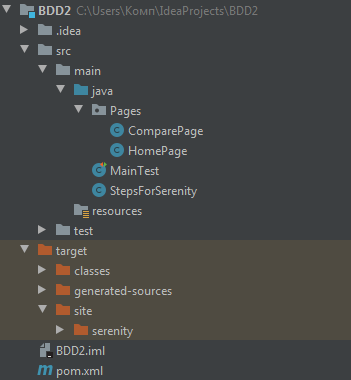 BDD2 C:\Users\Комп\IdeaProjects\BDD2
.idea
src
main
java
Pages
ComparePage
HomePage
MainTest
StepsForSerenity
resources
test
target
classes
generated-sources
site
serenity
BDD2.iml
pom.xml